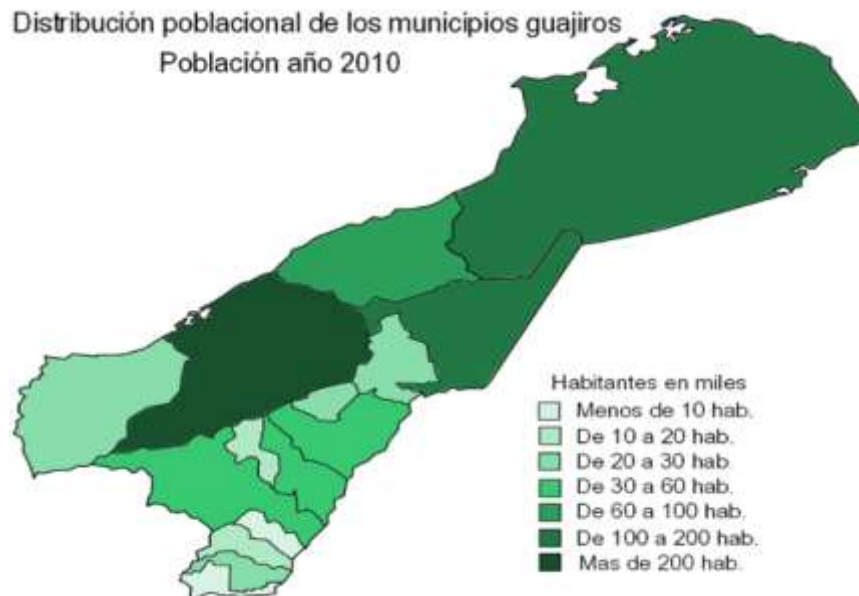 Distribución poblacional de los municipios guajiros
Población año 2010
Habitantes en miles
Menos de 10 hab.
De 10 a 20 hab.
De 20 a 30 hab.
De 30 a 60 hab.
De 60 a 100 hab.
De 100 a 200 hab.
Mas de 200 hab.